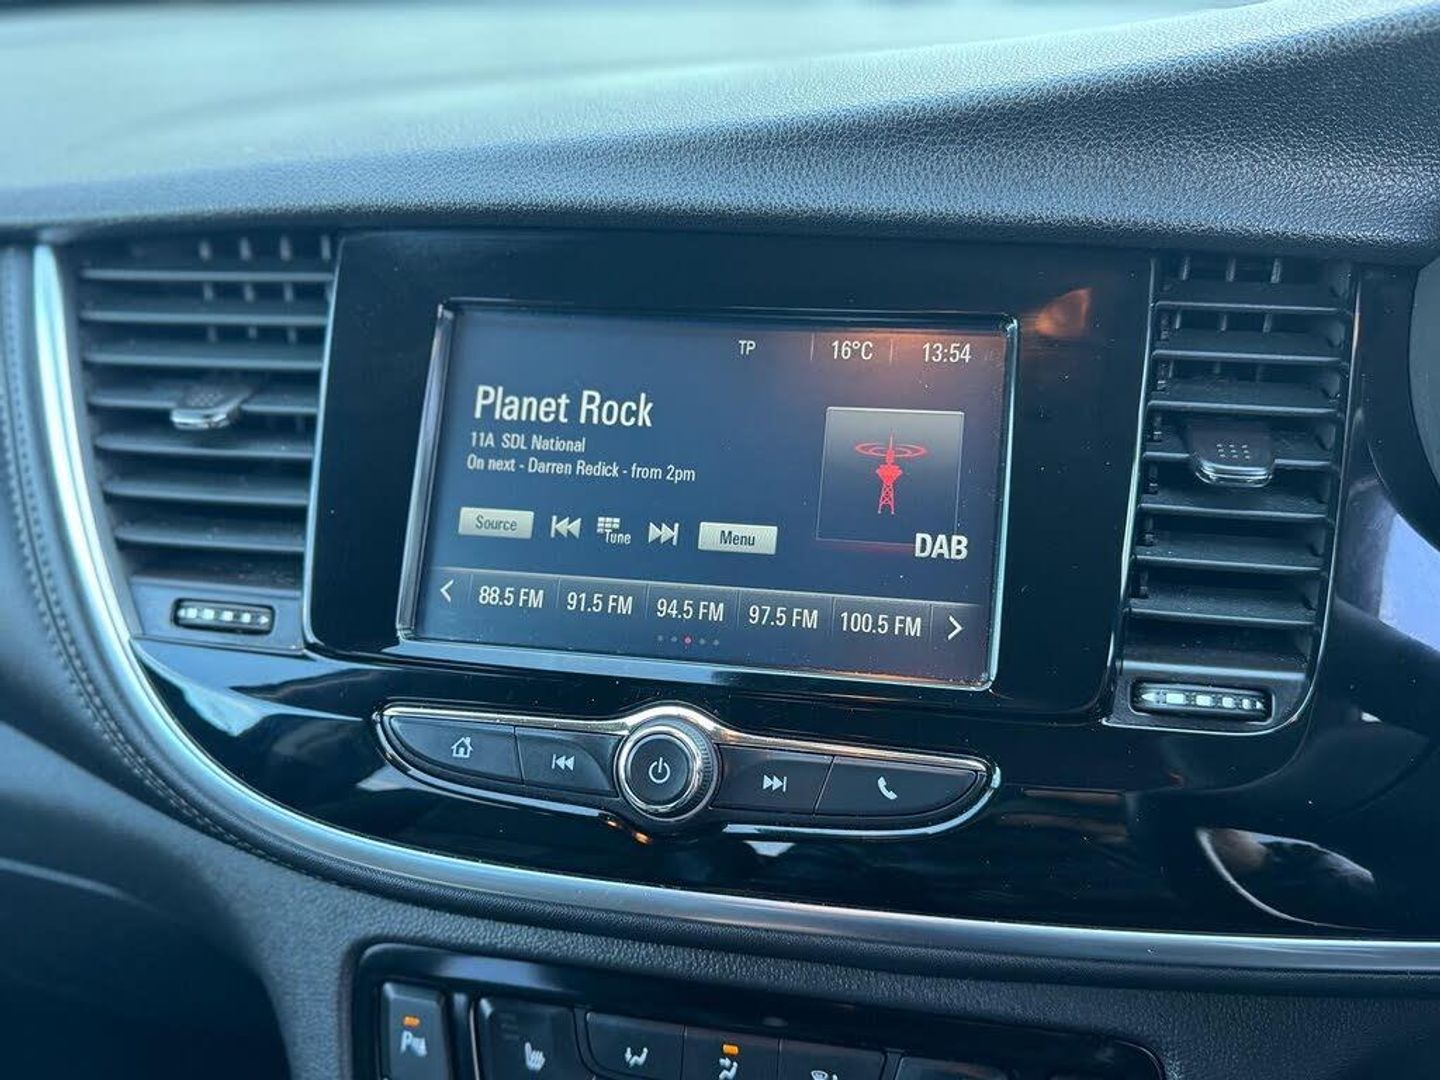 TP 16°C 13:54
Planet Rock
11A SDL National
On next - Darren Redick - from 2pm
Source Tune Menu
DAB
88.5 FM 91.5 FM 94.5 FM 97.5 FM 100.5 FM
P